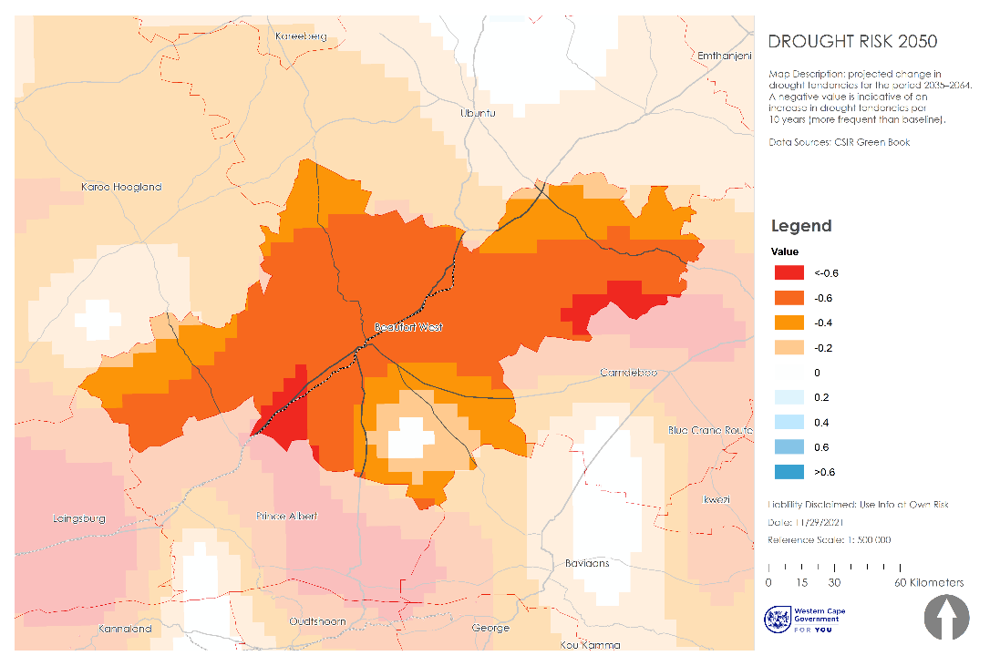 Kareeberg
Emthanjeni
Ubuntu
Karoo Hoogland
Beaufort West
Camdeboo
Blue Crane Route
Ikwezi
Laingsburg
Prince Albert
Baviaans
Kannaland
Oudtshoorn
George
Kou Kamma
DROUGHT RISK 2050
Map Description: projected change in
drought tendencies for the period 2035–2064.
A negative value is indicative of an
increase in drought tendencies per
10 years (more frequent than baseline).
Data Sources: CSIR Green Book
Legend
Value
<-0.6
-0.6
-0.4
-0.2
0
0.2
0.4
0.6
>0.6
Liability Disclaimed: Use Info at Own Risk
Date: 11/29/2021
Reference Scale: 1: 500 000
0 15 30 60 Kilometers
Western Cape
Government
FOR YOU